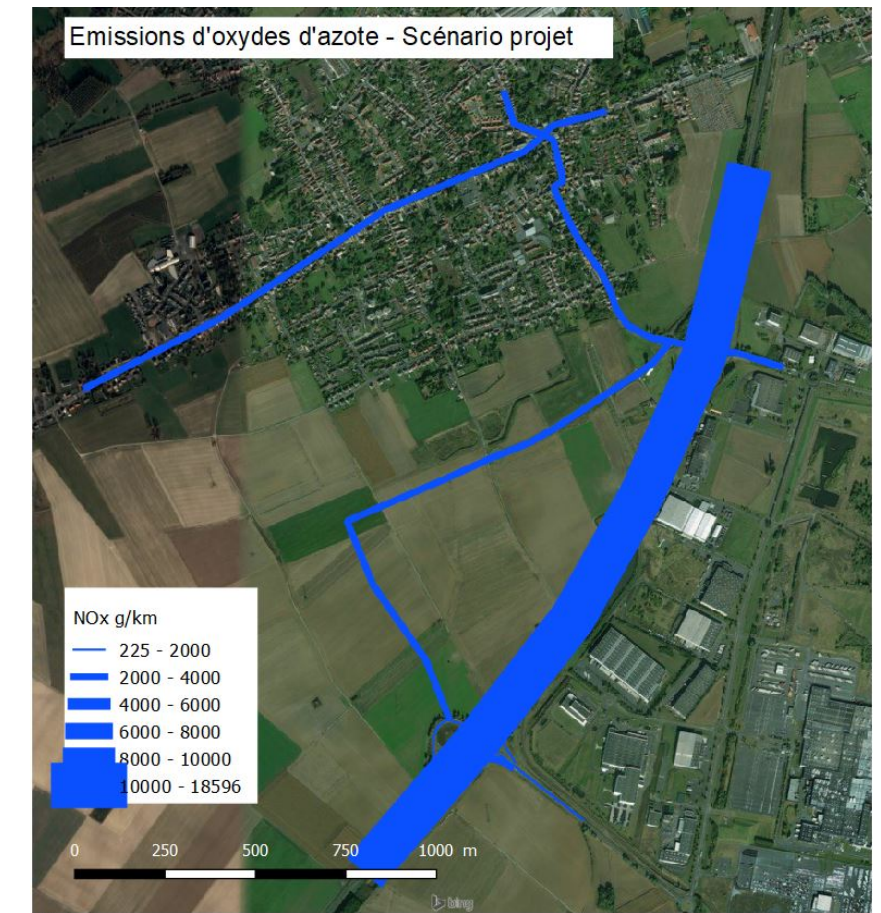 Emissions d'oxydes d'azote - Scénario projet
NOx g/km
225 - 2000
2000 - 4000
4000 - 6000
6000 - 8000
8000 - 10000
10000 - 18596
0 250 500 750 1000 m
bing